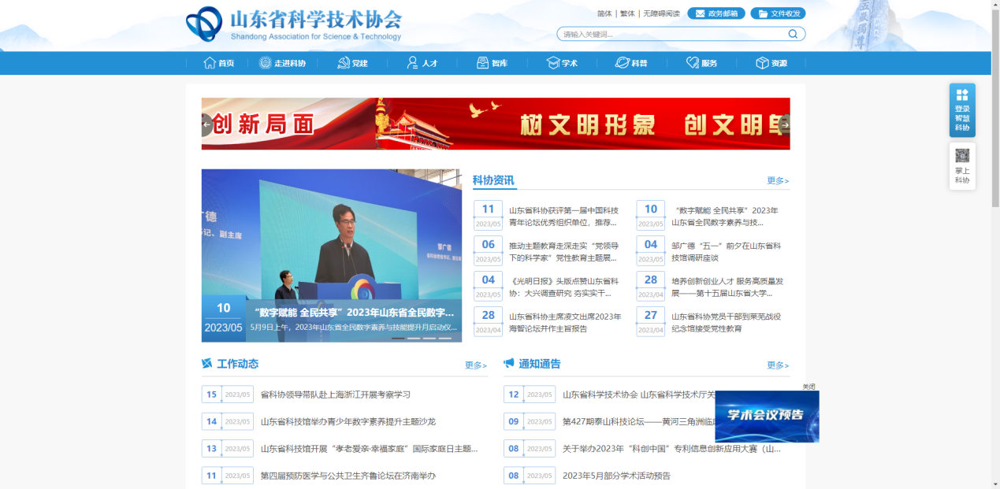 山东省科学技术协会
Shandong Association for Science & Technology
简体 | 繁体 | 无障碍阅读
政务邮箱
文件收发
请输入关键词...
首页
走进科协
党建
人才
智库
学术
科普
服务
资源
登录
智慧
科协
掌上
科协
创新局面
树文明形象 创文明单
广德
书记、副主席
邹广德
10
2023/05
“数字赋能 全民共享”2023年山东省全民数字...
5月9日上午，2023年山东省全民数字素养与技能提升月启动仪...
科协资讯
更多>
11
2023/05
山东省科协获评第一届中国科技
青年论坛优秀组织单位，推荐...
10
2023/05
“数字赋能 全民共享”2023年
山东省全民数字素养与技...
06
2023/05
推动主题教育走深走实“党领导
下的科学家”党性教育主题展...
04
2023/05
邹广德“五一”前夕在山东省科
技馆调研座谈
04
2023/05
《光明日报》头版点赞山东省科
协：大兴调查研究 夯实实干...
28
2023/04
培养创新创业人才 服务高质量发
展——第十五届山东省大学...
28
2023/04
山东省科协主席凌文出席2023年
海智论坛并作主旨报告
27
2023/04
山东省科协党员干部到莱芜战役
纪念馆接受党性教育
工作动态
更多>
15
2023/05
省科协领导带队赴上海浙江开展考察学习
14
2023/05
山东省科技馆举办青少年数字素养提升主题沙龙
13
2023/05
山东省科技馆开展“孝老爱亲·幸福家庭”国际家庭日主题...
11
2023/05
第四届预防医学与公共卫生齐鲁论坛在济南举办
通知通告
更多>
12
2023/05
山东省科学技术协会 山东省科学技术厅关
09
2023/05
第427期泰山科技论坛——黄河三角洲临
08
2023/05
关于举办2023年“科创中国”专利信息创新应用大赛（山...
08
2023/05
2023年5月部分学术活动预告
关闭
学术会议预告